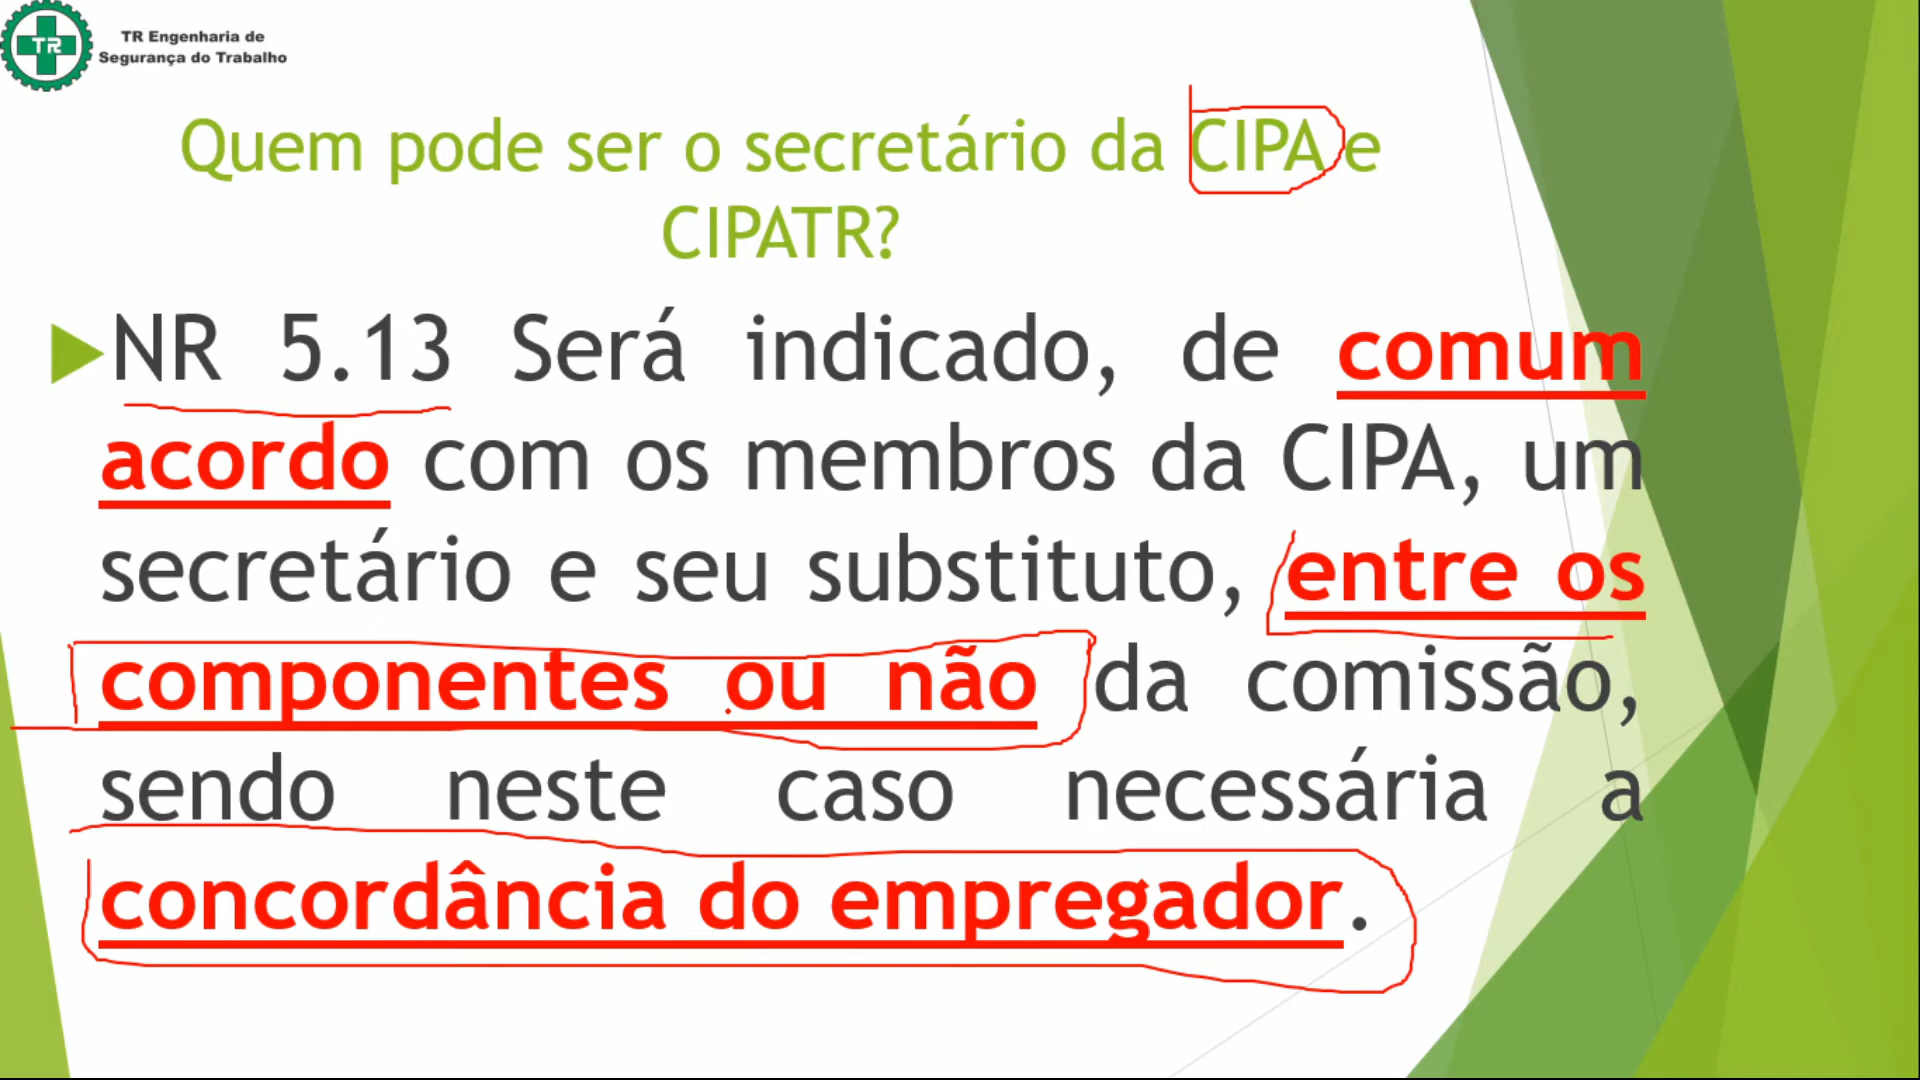 TR
TR Engenharia de
Segurança do Trabalho
Quem pode ser o secretário da CIPA e
CIPATR?
NR 5.13 Será indicado, de comum
acordo com os membros da CIPA, um
secretário e seu substituto, entre os
componentes ou não da comissão,
sendo neste caso necessária a
concordância do empregador.